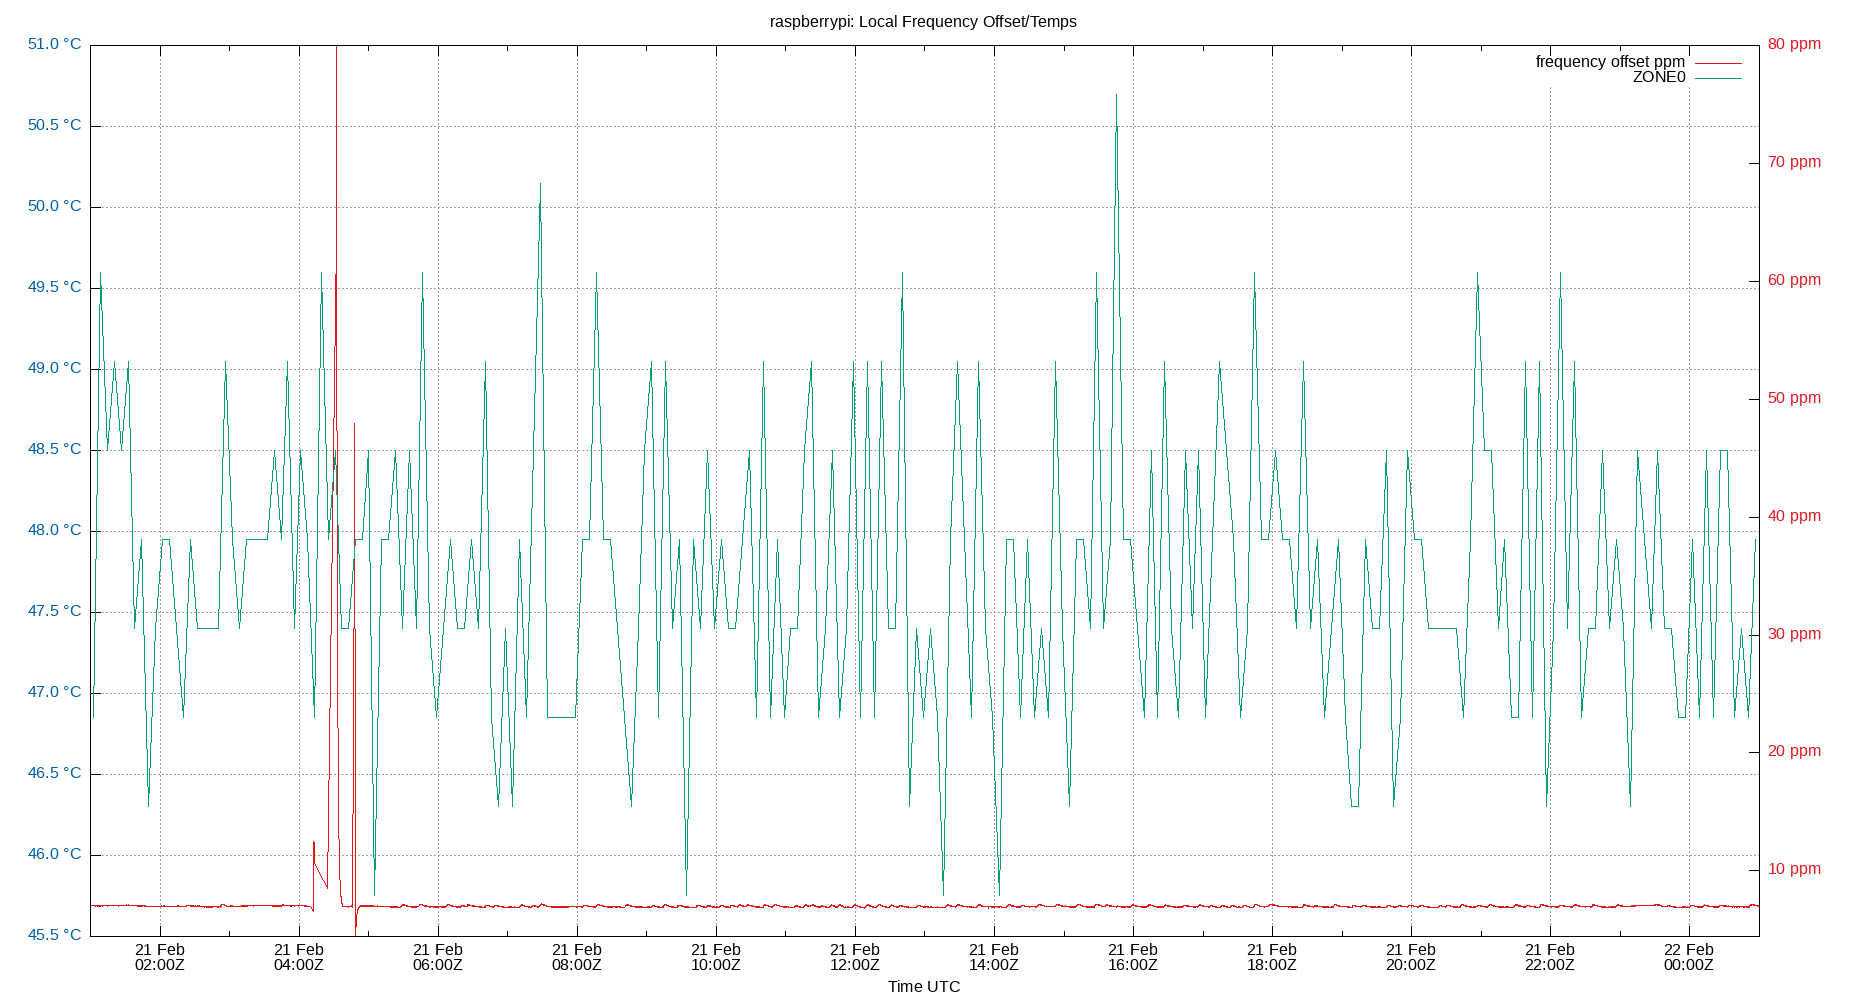 raspberrypi: Local Frequency Offset/Temps
51.0 °C
50.5 °C
50.0 °C
49.5 °C
49.0 °C
48.5 °C
48.0 °C
47.5 °C
47.0 °C
46.5 °C
46.0 °C
45.5 °C
80 ppm
70 ppm
60 ppm
50 ppm
40 ppm
30 ppm
20 ppm
10 ppm
frequency offset ppm
ZONE0
21 Feb
02:00Z
21 Feb
04:00Z
21 Feb
06:00Z
21 Feb
08:00Z
21 Feb
10:00Z
21 Feb
12:00Z
21 Feb
14:00Z
21 Feb
16:00Z
21 Feb
18:00Z
21 Feb
20:00Z
21 Feb
22:00Z
22 Feb
00:00Z
Time UTC